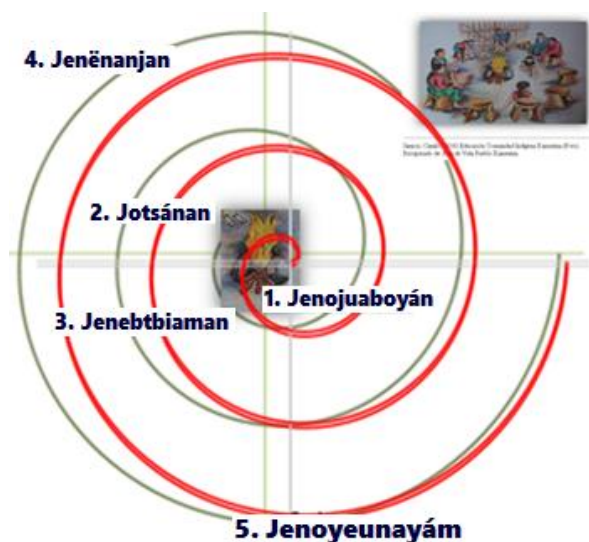 4. Jenënanjan
2. Jotsánan
1. Jenojuaboyán
3. Jenebtbiaman
5. Jenoyeunayám